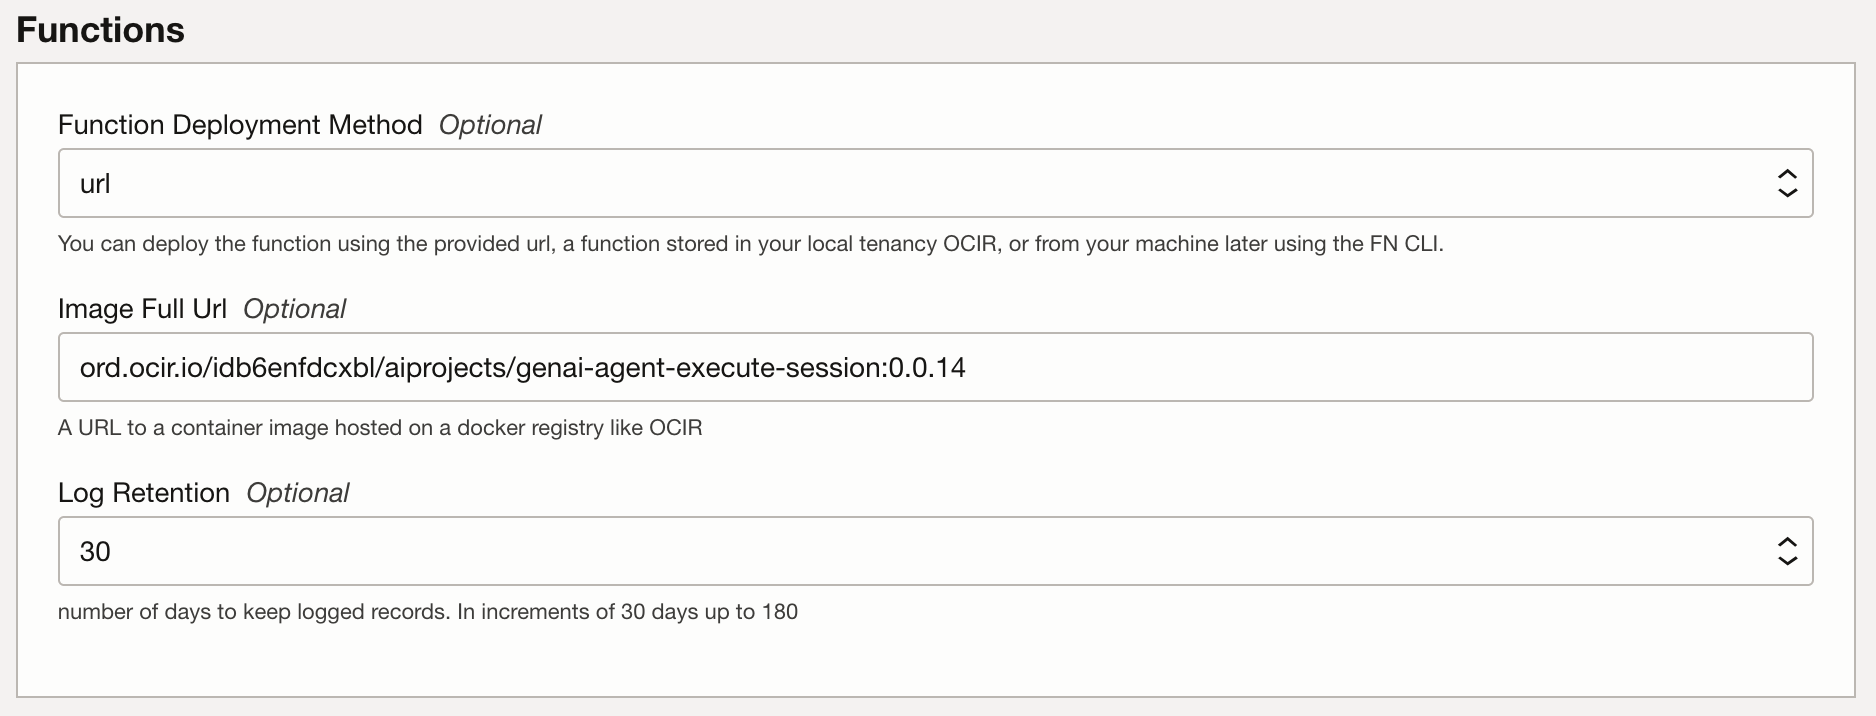 Functions
Function Deployment Method Optional
url
You can deploy the function using the provided url, a function stored in your local tenancy OCIR, or from your machine later using the FN CLI.
Image Full Url Optional
ord.ocir.io/idb6enfdcxbl/aiprojects/genai-agent-execute-session:0.0.14
A URL to a container image hosted on a docker registry like OCIR
Log Retention Optional
30
number of days to keep logged records. In increments of 30 days up to 180